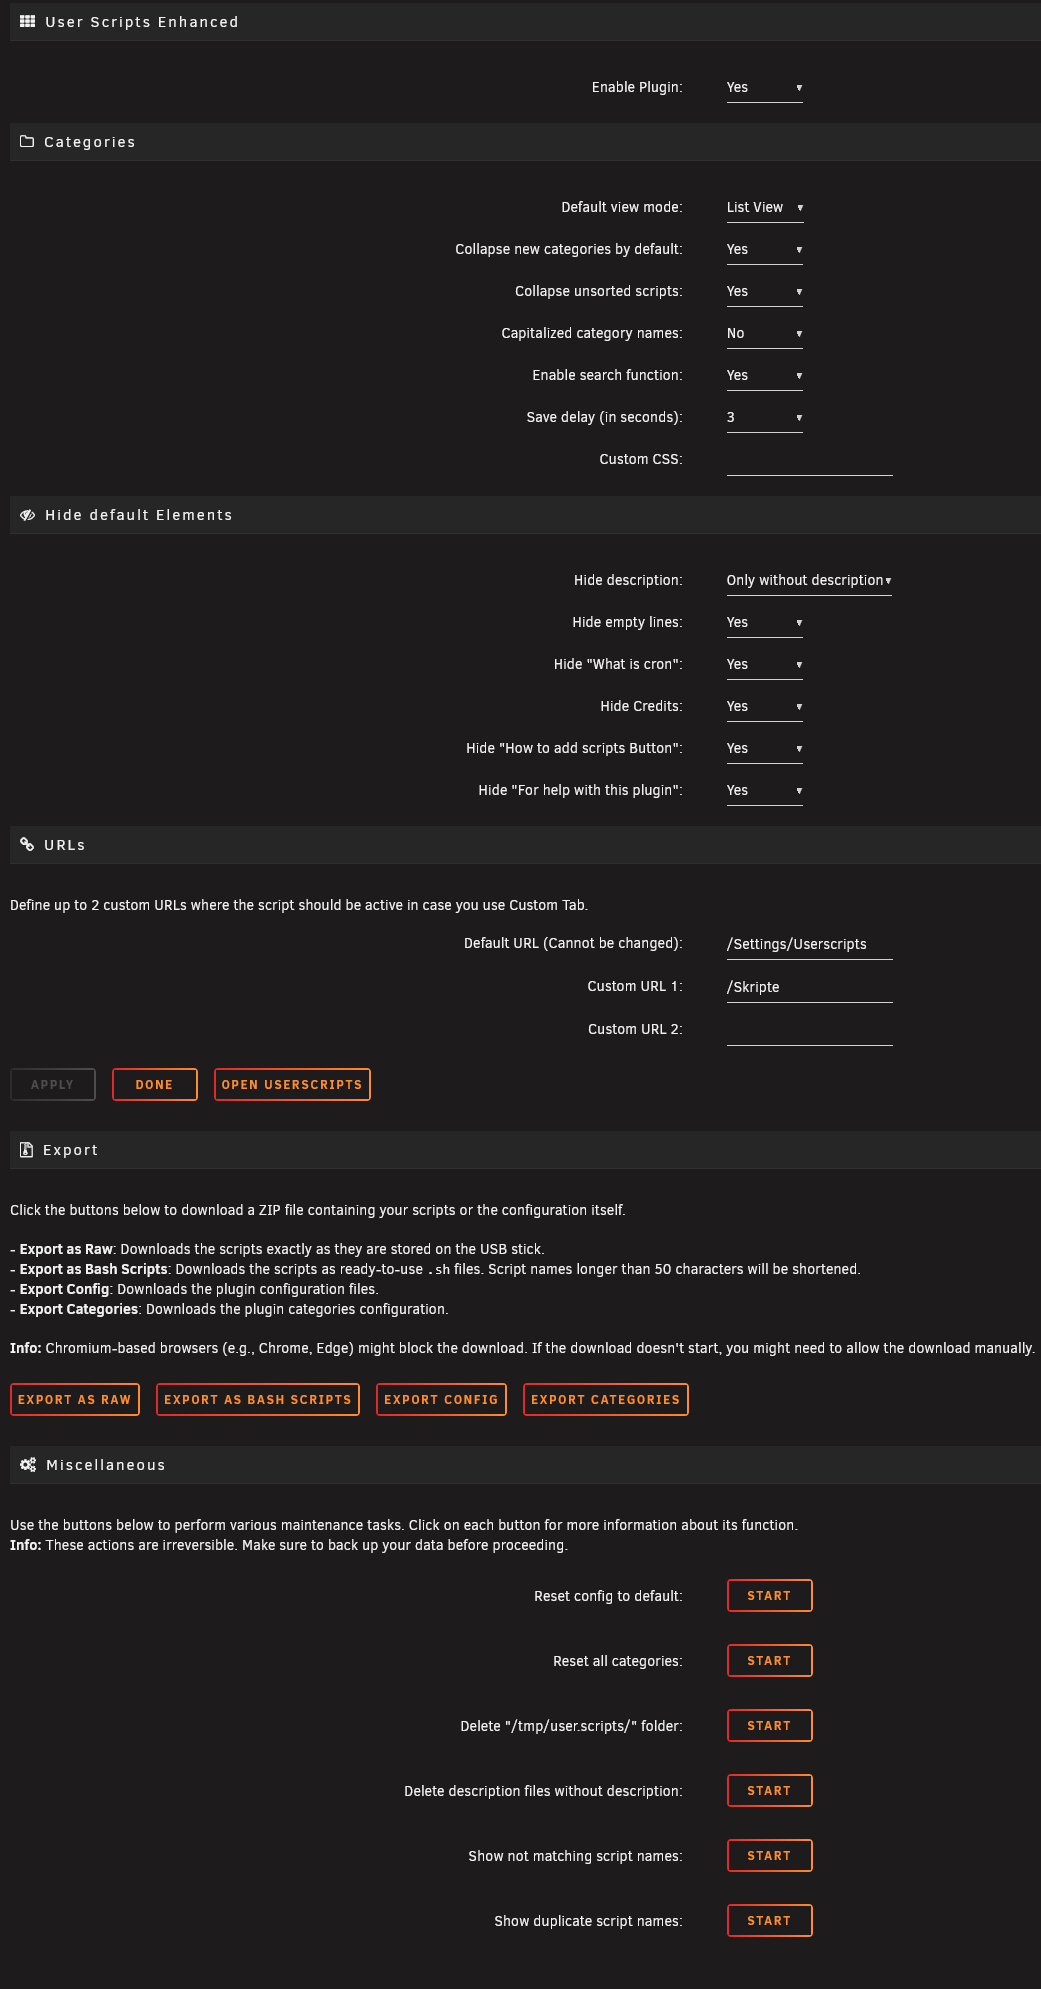 User Scripts Enhanced
Enable Plugin: Yes
Categories
Default view mode: List View
Collapse new categories by default: Yes
Collapse unsorted scripts: Yes
Capitalized category names: No
Enable search function: Yes
Save delay (in seconds): 3
Custom CSS:
Hide default Elements
Hide description: Only without description
Hide empty lines: Yes
Hide "What is cron": Yes
Hide Credits: Yes
Hide "How to add scripts Button": Yes
Hide "For help with this plugin": Yes
URLs
Define up to 2 custom URLs where the script should be active in case you use Custom Tab.
Default URL (Cannot be changed): /Settings/Userscripts
Custom URL 1: /Skripte
Custom URL 2:
APPLY DONE OPEN USERSCRIPTS
Export
Click the buttons below to download a ZIP file containing your scripts or the configuration itself.
- Export as Raw: Downloads the scripts exactly as they are stored on the USB stick.
- Export as Bash Scripts: Downloads the scripts as ready-to-use .sh files. Script names longer than 50 characters will be shortened.
- Export Config: Downloads the plugin configuration files.
- Export Categories: Downloads the plugin categories configuration.
Info: Chromium-based browsers (e.g., Chrome, Edge) might block the download. If the download doesn't start, you might need to allow the download manually.
EXPORT AS RAW EXPORT AS BASH SCRIPTS EXPORT CONFIG EXPORT CATEGORIES
Miscellaneous
Use the buttons below to perform various maintenance tasks. Click on each button for more information about its function.
Info: These actions are irreversible. Make sure to back up your data before proceeding.
Reset config to default: START
Reset all categories: START
Delete "/tmp/user.scripts/" folder: START
Delete description files without description: START
Show not matching script names: START
Show duplicate script names: START